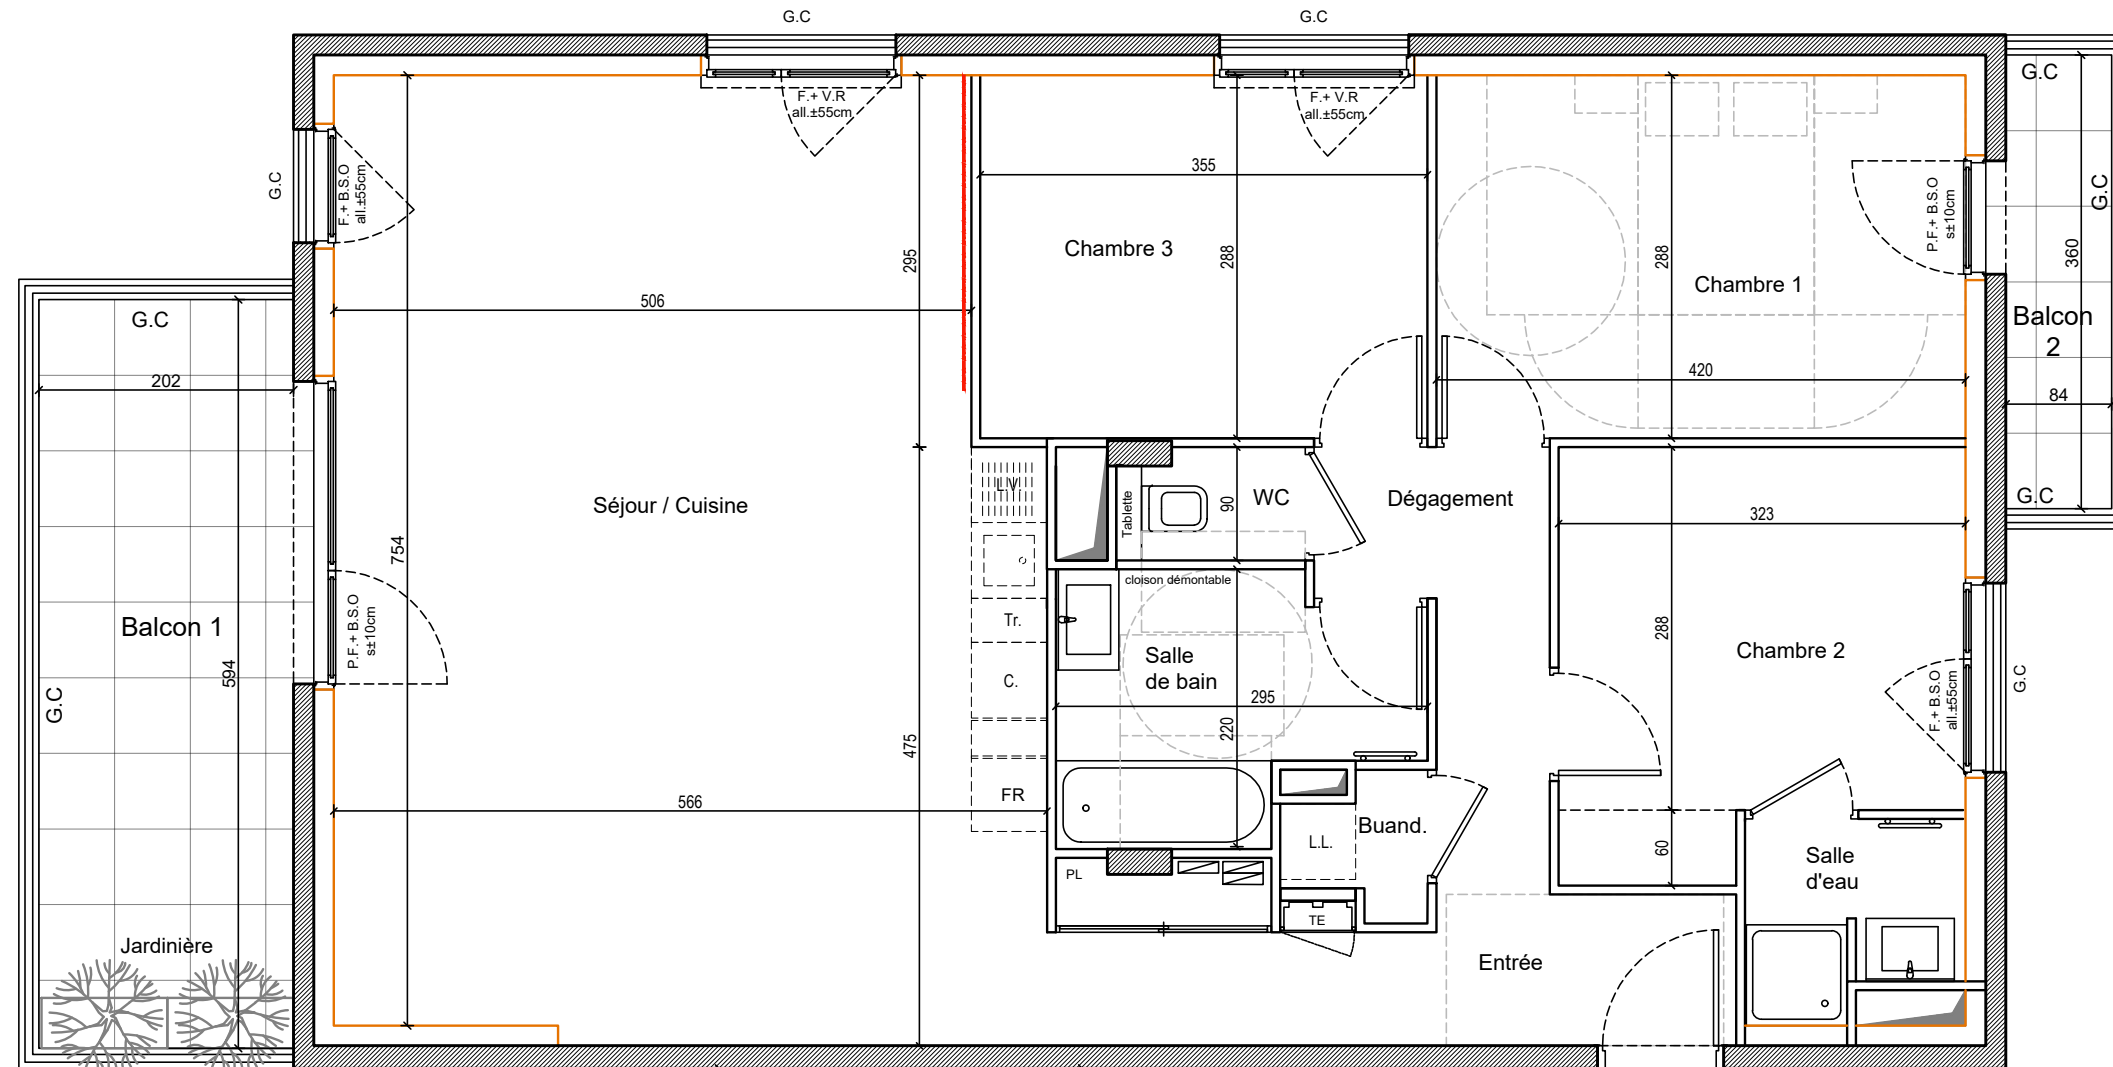 G.C
G.C
G.C
F.+ V.R
all.±55cm
F.+ V.R
all.±55cm
G.C
F.+ B.S.O
all.±55cm
355
P.F.+ B.S.O
s±10cm
G.C
Chambre 3
288
295
288
Chambre 1
360
506
G.C
Balcon
2
202
420
84
Séjour / Cuisine
L.V.
Tablette
90
WC
Dégagement
G.C
323
754
cloison démontable
Balcon 1
594
P.F.+ B.S.O
s±10cm
Tr.
C.
Salle
de bain
295
220
288
Chambre 2
G.C
G.C
F.+ B.S.O
all.±55cm
475
566
FR
L.L.
Buand.
60
Salle
d'eau
PL
TE
Jardinière
Entrée